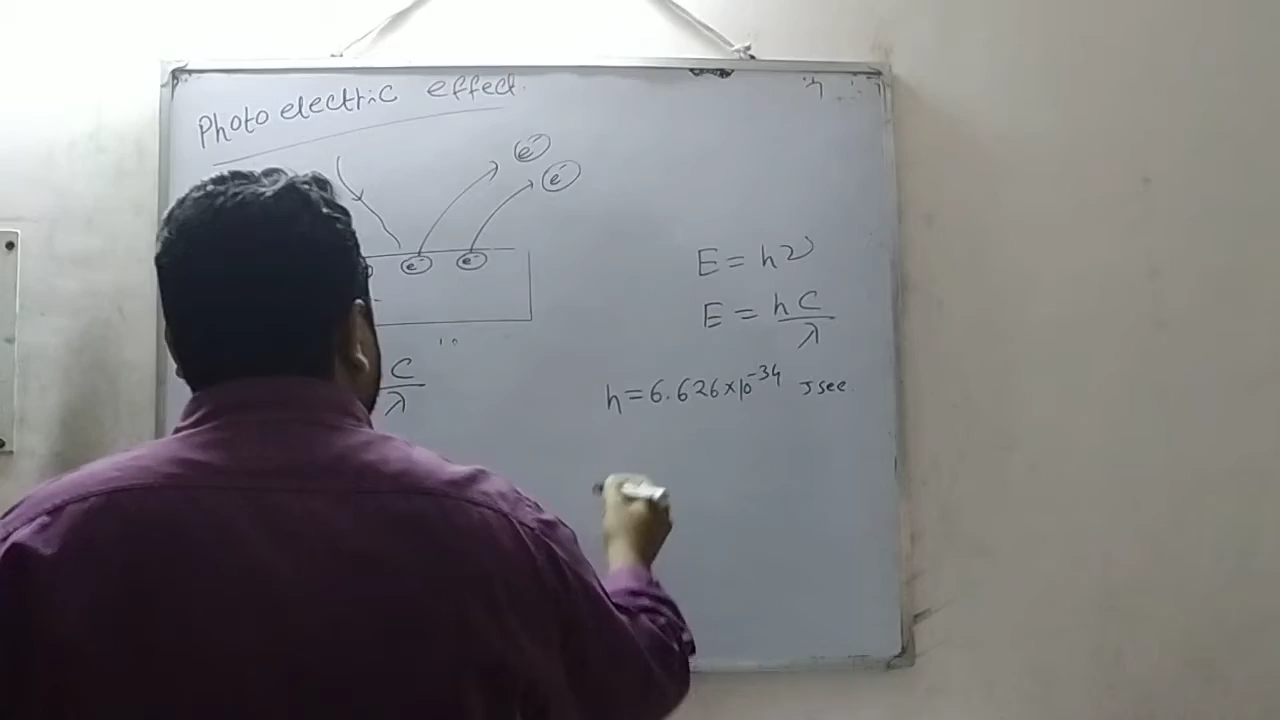 Photo electric effect.
e⁻
e⁻
e⁻ e⁻
E = hν
E = hC/λ
C/λ
h = 6.626×10⁻³⁴ J sec.